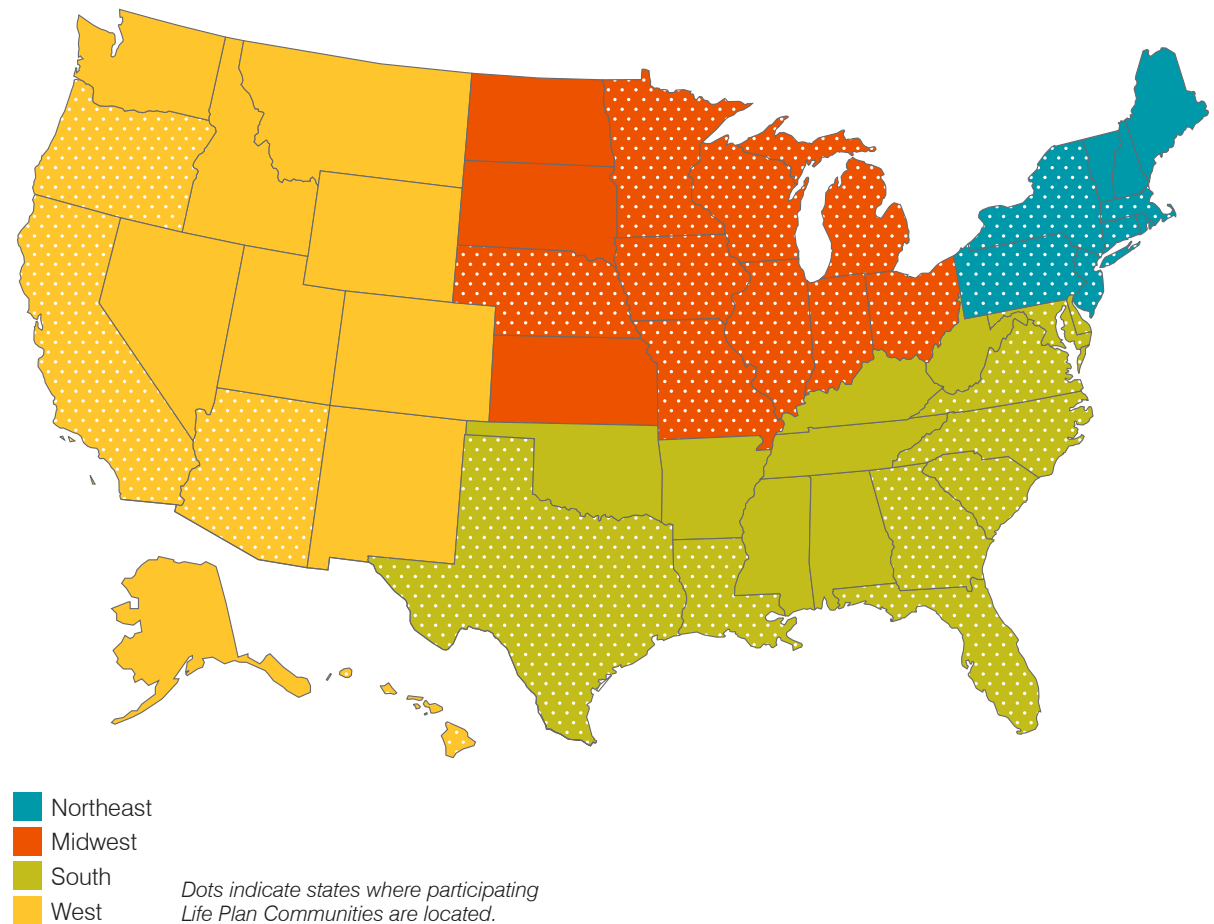 Northeast
Midwest
South
West
Dots indicate states where participating
Life Plan Communities are located.